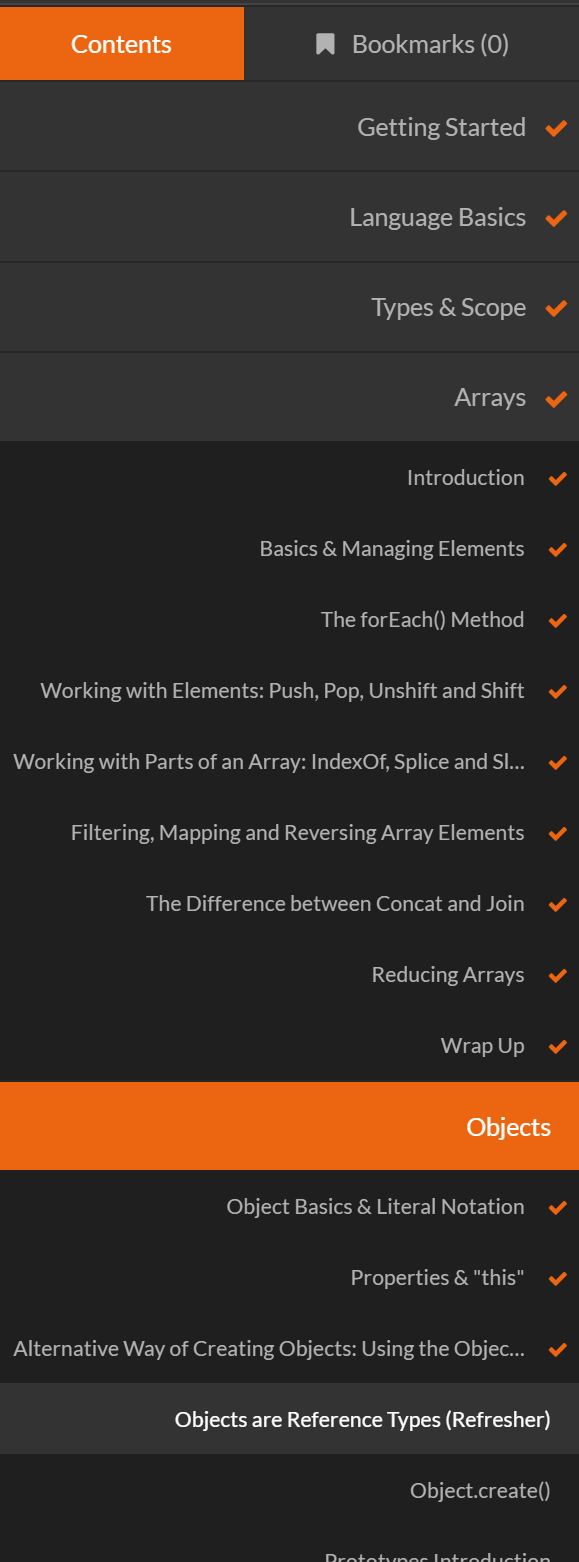 Contents
Bookmarks (0)
Getting Started
Language Basics
Types & Scope
Arrays
Introduction
Basics & Managing Elements
The forEach() Method
Working with Elements: Push, Pop, Unshift and Shift
Working with Parts of an Array: IndexOf, Splice and Sl...
Filtering, Mapping and Reversing Array Elements
The Difference between Concat and Join
Reducing Arrays
Wrap Up
Objects
Object Basics & Literal Notation
Properties & "this"
Alternative Way of Creating Objects: Using the Objec...
Objects are Reference Types (Refresher)
Object.create()
Prototypes Introduction